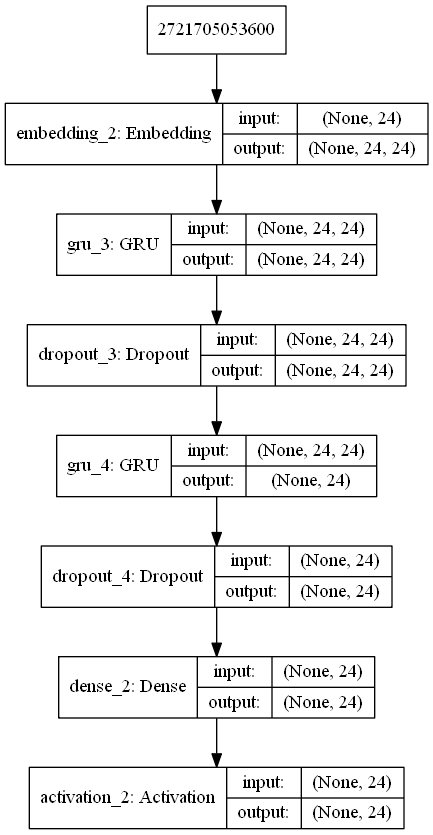 2721705053600
embedding_2: Embedding
input: (None, 24)
output: (None, 24, 24)
gru_3: GRU
input: (None, 24, 24)
output: (None, 24, 24)
dropout_3: Dropout
input: (None, 24, 24)
output: (None, 24, 24)
gru_4: GRU
input: (None, 24, 24)
output: (None, 24)
dropout_4: Dropout
input: (None, 24)
output: (None, 24)
dense_2: Dense
input: (None, 24)
output: (None, 24)
activation_2: Activation
input: (None, 24)
output: (None, 24)